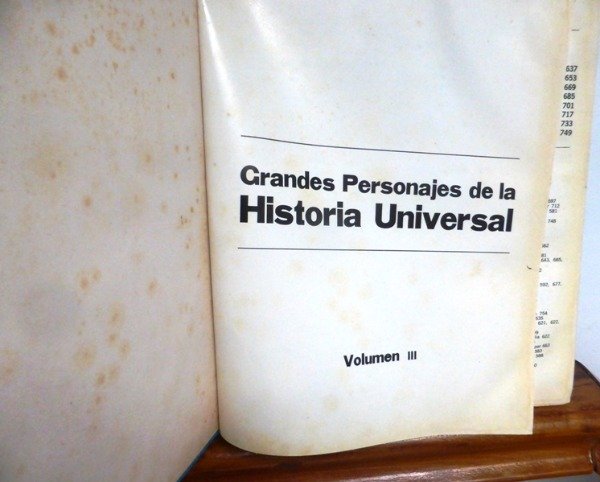 Grandes Personajes de la
Historia Universal
Volumen III
637
653
669
685
701
717
733
749